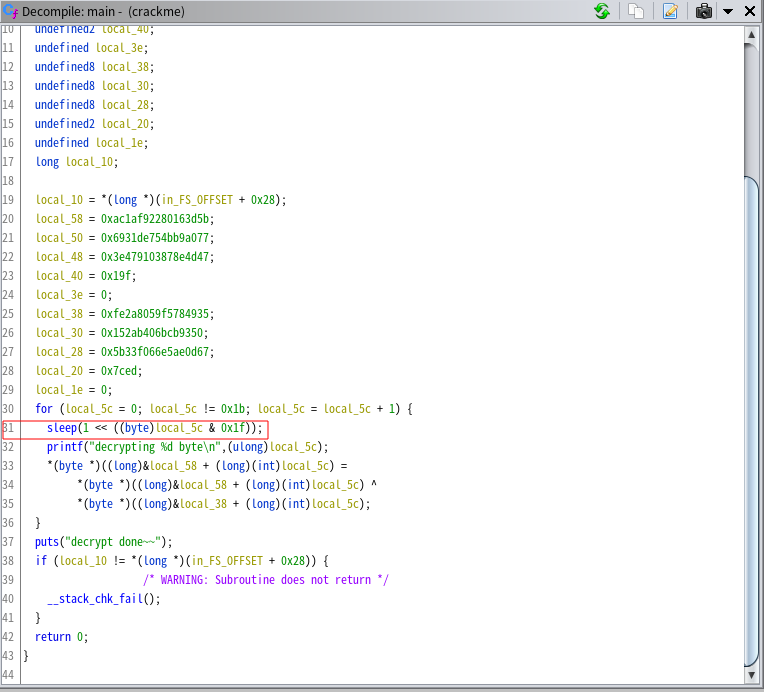 Decompile: main - (crackme)
10 undefined2 local_40;
11 undefined local_3e;
12 undefined8 local_38;
13 undefined8 local_30;
14 undefined8 local_28;
15 undefined2 local_20;
16 undefined local_1e;
17 long local_10;
18
19 local_10 = *(long *)(in_FS_OFFSET + 0x28);
20 local_58 = 0xac1af92280163d5b;
21 local_50 = 0x6931de754bb9a077;
22 local_48 = 0x3e479103878e4d47;
23 local_40 = 0x19f;
24 local_3e = 0;
25 local_38 = 0xfe2a8059f5784935;
26 local_30 = 0x152ab406bcb9350;
27 local_28 = 0x5b33f066e5ae0d67;
28 local_20 = 0x7ced;
29 local_1e = 0;
30 for (local_5c = 0; local_5c != 0x1b; local_5c = local_5c + 1) {
31 sleep(1 << ((byte)local_5c & 0x1f));
32 printf("decrypting %d byte\n",(ulong)local_5c);
33 *(byte *)((long)&local_58 + (long)(int)local_5c) =
34 *(byte *)((long)&local_58 + (long)(int)local_5c) ^
35 *(byte *)((long)&local_38 + (long)(int)local_5c);
36 }
37 puts("decrypt done~~");
38 if (local_10 != *(long *)(in_FS_OFFSET + 0x28)) {
39 /* WARNING: Subroutine does not return */
40 __stack_chk_fail();
41 }
42 return 0;
43 }
44